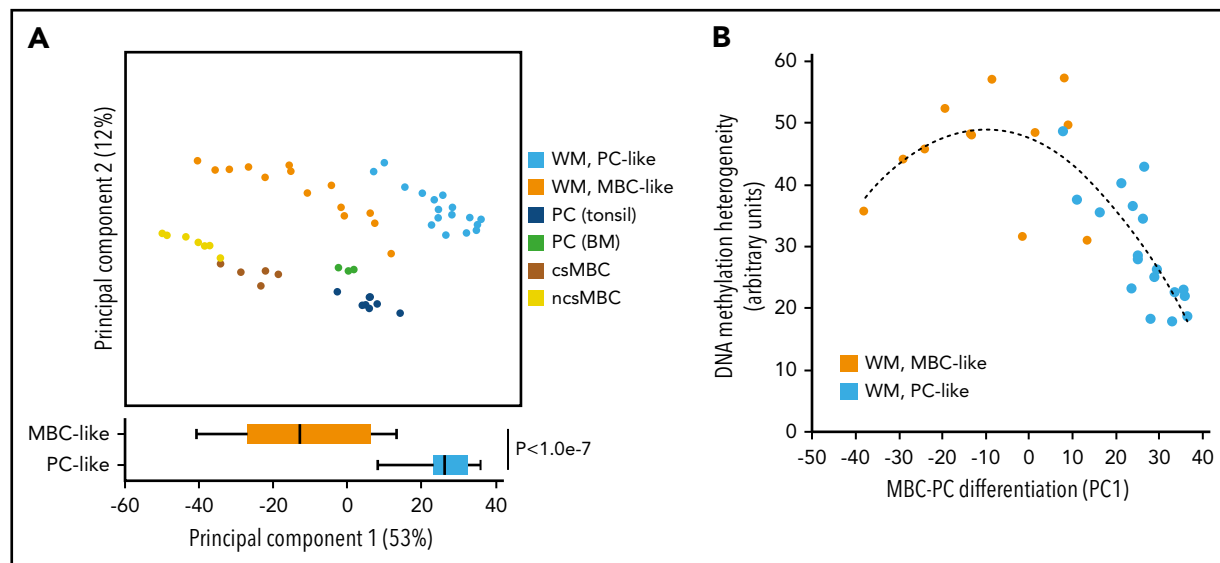 A
Principal component 2 (12%)
WM, PC-like
WM, MBC-like
PC (tonsil)
PC (BM)
csMBC
ncsMBC
MBC-like
PC-like
P<1.0e-7
-60
-40
-20
0
20
40
Principal component 1 (53%)
B
DNA methylation heterogeneity
(arbitrary units)
60
50
40
30
20
10
0
WM, MBC-like
WM, PC-like
-50
-40
-30
-20
-10
0
10
20
30
40
MBC-PC differentiation (PC1)